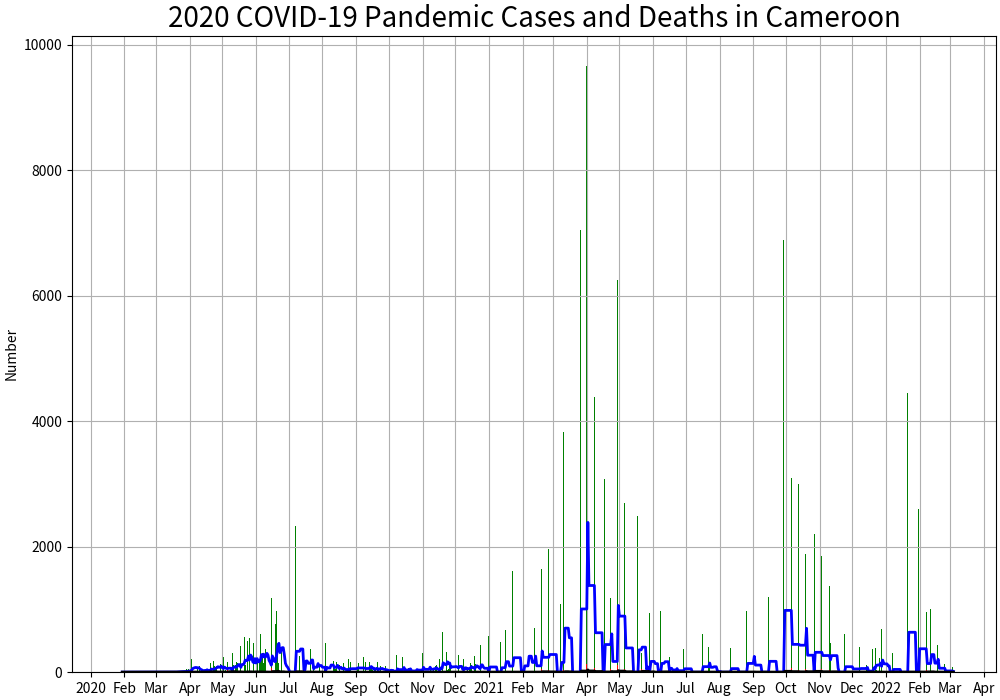 2020 COVID-19 Pandemic Cases and Deaths in Cameroon
10000
8000
6000
4000
2000
0
Number
2020 Feb Mar Apr May Jun Jul Aug Sep Oct Nov Dec 2021 Feb Mar Apr May Jun Jul Aug Sep Oct Nov Dec 2022 Feb Mar Apr